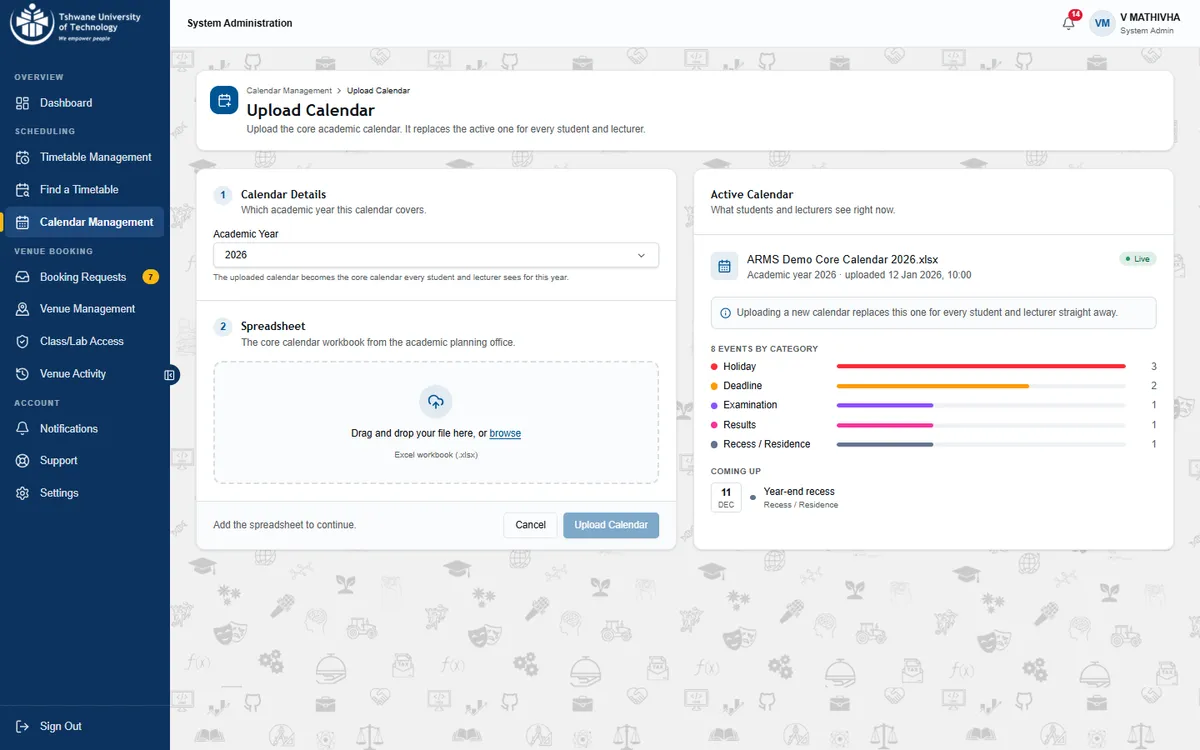 Tshwane University
of Technology
We empower people
System Administration
14
VM
V MATHIVHA
System Admin
OVERVIEW
Dashboard
SCHEDULING
Timetable Management
Find a Timetable
Calendar Management
VENUE BOOKING
Booking Requests
7
Venue Management
Class/Lab Access
Venue Activity
ACCOUNT
Notifications
Support
Settings
Sign Out
Calendar Management > Upload Calendar
Upload Calendar
Upload the core academic calendar. It replaces the active one for every student and lecturer.
1
Calendar Details
Which academic year this calendar covers.
Academic Year
2026
The uploaded calendar becomes the core calendar every student and lecturer sees for this year.
2
Spreadsheet
The core calendar workbook from the academic planning office.
Drag and drop your file here, or browse
Excel workbook (.xlsx)
Add the spreadsheet to continue.
Cancel
Upload Calendar
Active Calendar
What students and lecturers see right now.
ARMS Demo Core Calendar 2026.xlsx
Academic year 2026 · uploaded 12 Jan 2026, 10:00
Live
Uploading a new calendar replaces this one for every student and lecturer straight away.
8 EVENTS BY CATEGORY
Holiday 3
Deadline 2
Examination 1
Results 1
Recess / Residence 1
COMING UP
11
DEC
Year-end recess
Recess / Residence
f(x)
f(x)
f(x)
f(x)